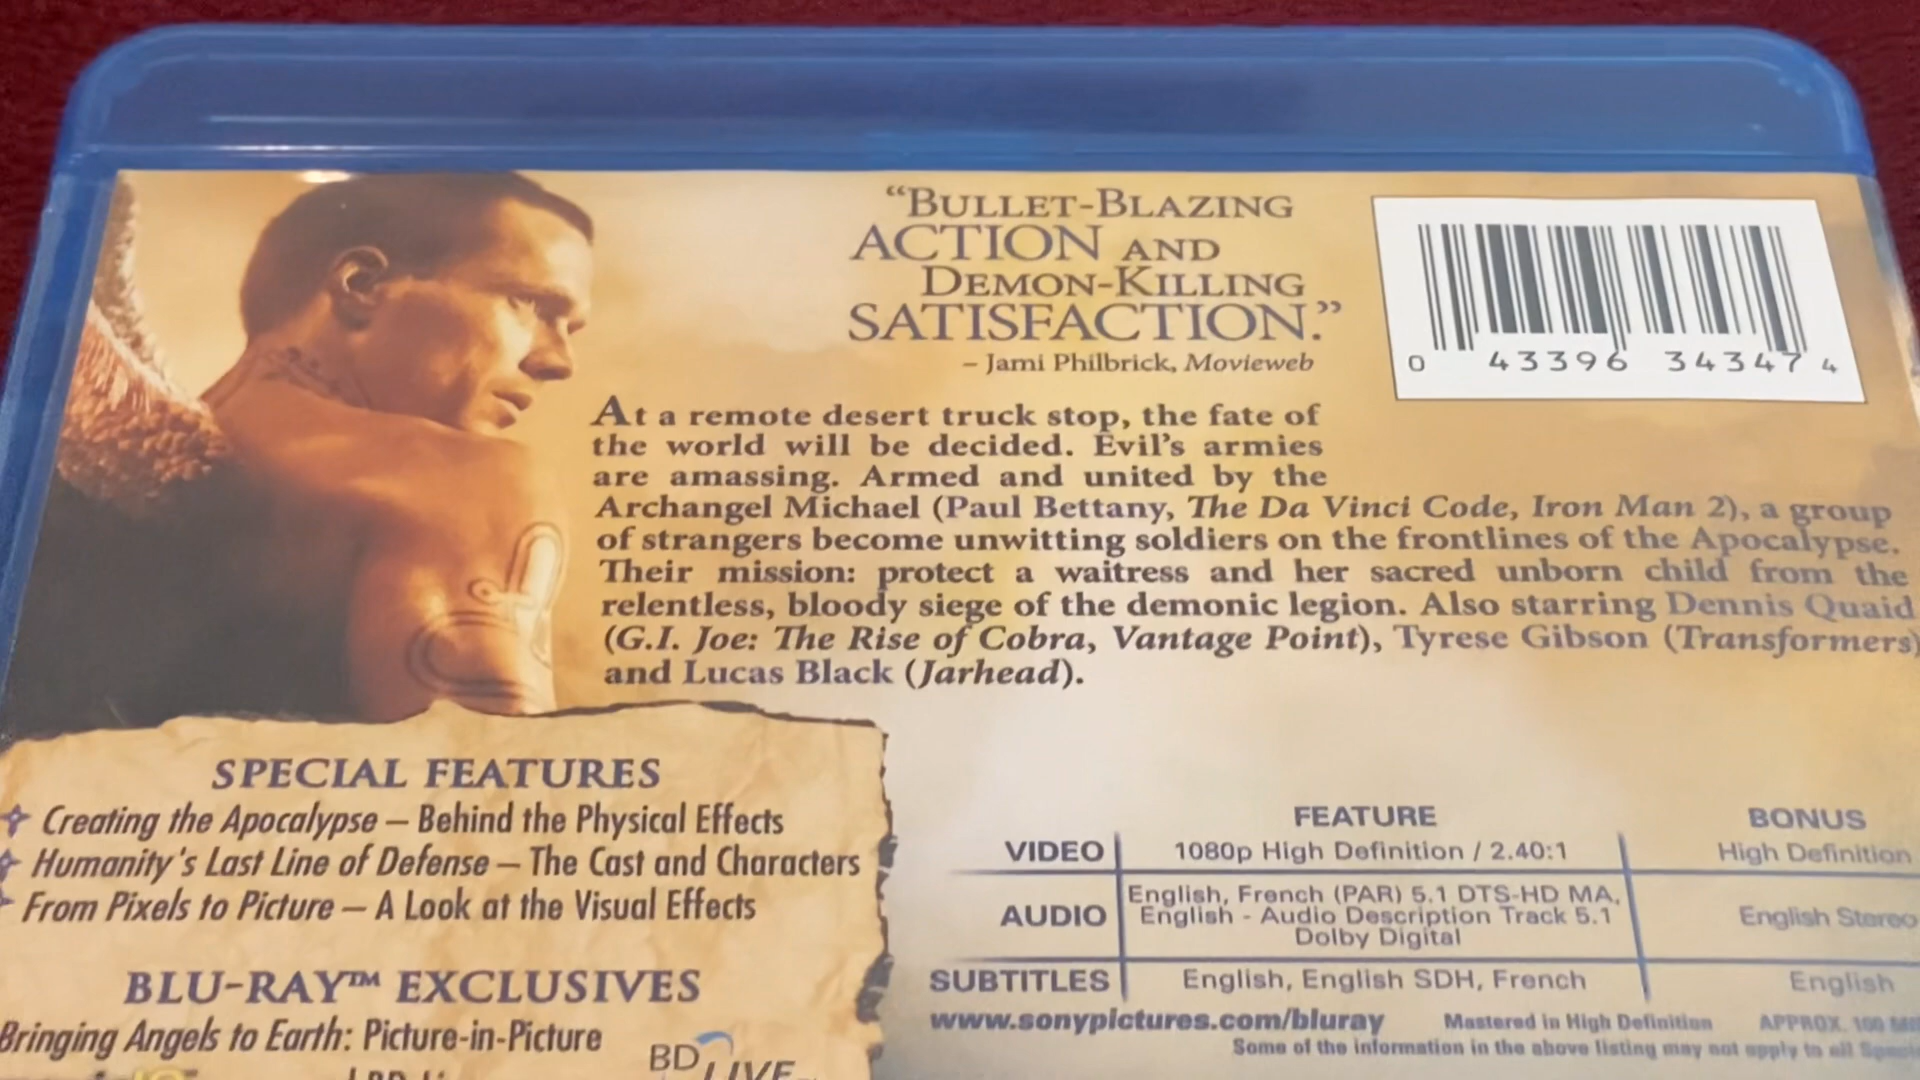 “BULLET-BLAZING
ACTION AND
DEMON-KILLING
SATISFACTION.”
– Jami Philbrick, Movieweb
0 43396 34347 4
At a remote desert truck stop, the fate of
the world will be decided. Evil's armies
are amassing. Armed and united by the
Archangel Michael (Paul Bettany, The Da Vinci Code, Iron Man 2), a group
of strangers become unwitting soldiers on the frontlines of the Apocalypse.
Their mission: protect a waitress and her sacred unborn child from the
relentless, bloody siege of the demonic legion. Also starring Dennis Quaid
(G.I. Joe: The Rise of Cobra, Vantage Point), Tyrese Gibson (Transformers)
and Lucas Black (Jarhead).
SPECIAL FEATURES
Creating the Apocalypse – Behind the Physical Effects
Humanity's Last Line of Defense – The Cast and Characters
From Pixels to Picture – A Look at the Visual Effects
BLU-RAY™ EXCLUSIVES
Bringing Angels to Earth: Picture-in-Picture
BD LIVE
FEATURE BONUS
VIDEO 1080p High Definition / 2.40:1 High Definition
AUDIO English, French (PAR) 5.1 DTS-HD MA,
English - Audio Description Track 5.1
Dolby Digital English Stereo
SUBTITLES English, English SDH, French English
www.sonypictures.com/bluray Mastered in High Definition APPROX. 100
Some of the information in the above listing may not apply to all